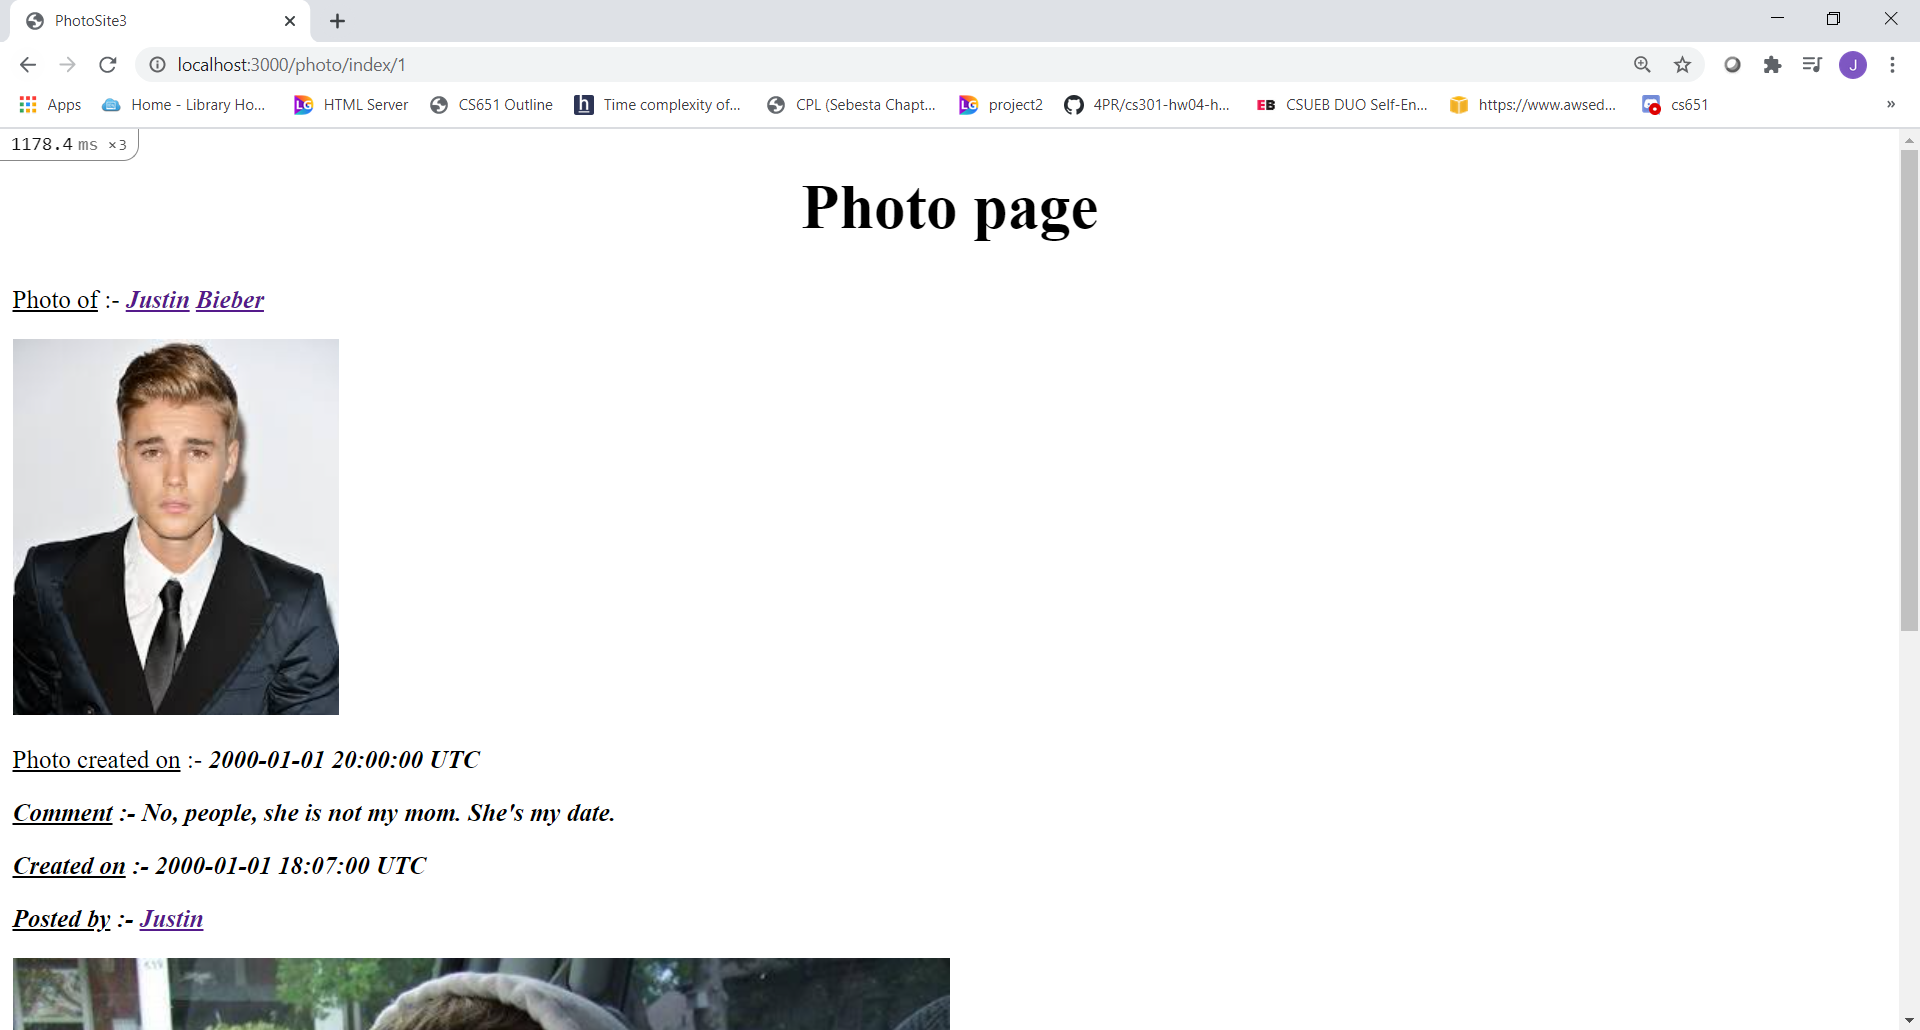 PhotoSite3
localhost:3000/photo/index/1
J
Apps
Home - Library Ho...
LG
HTML Server
CS651 Outline
h
Time complexity of...
CPL (Sebesta Chapt...
LG
project2
4PR/cs301-hw04-h...
EB
CSUEB DUO Self-En...
https://www.awsed...
cs651
»
1178.4 ms ×3
Photo page
Photo of :- Justin Bieber
Photo created on :- 2000-01-01 20:00:00 UTC
Comment :- No, people, she is not my mom. She's my date.
Created on :- 2000-01-01 18:07:00 UTC
Posted by :- Justin